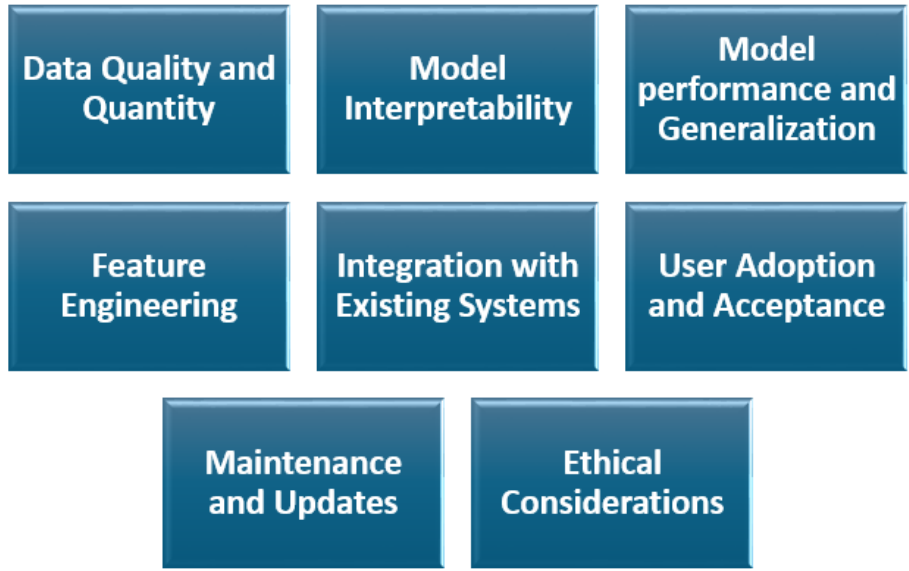 Data Quality and
Quantity
Model
Interpretability
Model
performance and
Generalization
Feature
Engineering
Integration with
Existing Systems
User Adoption
and Acceptance
Maintenance
and Updates
Ethical
Considerations